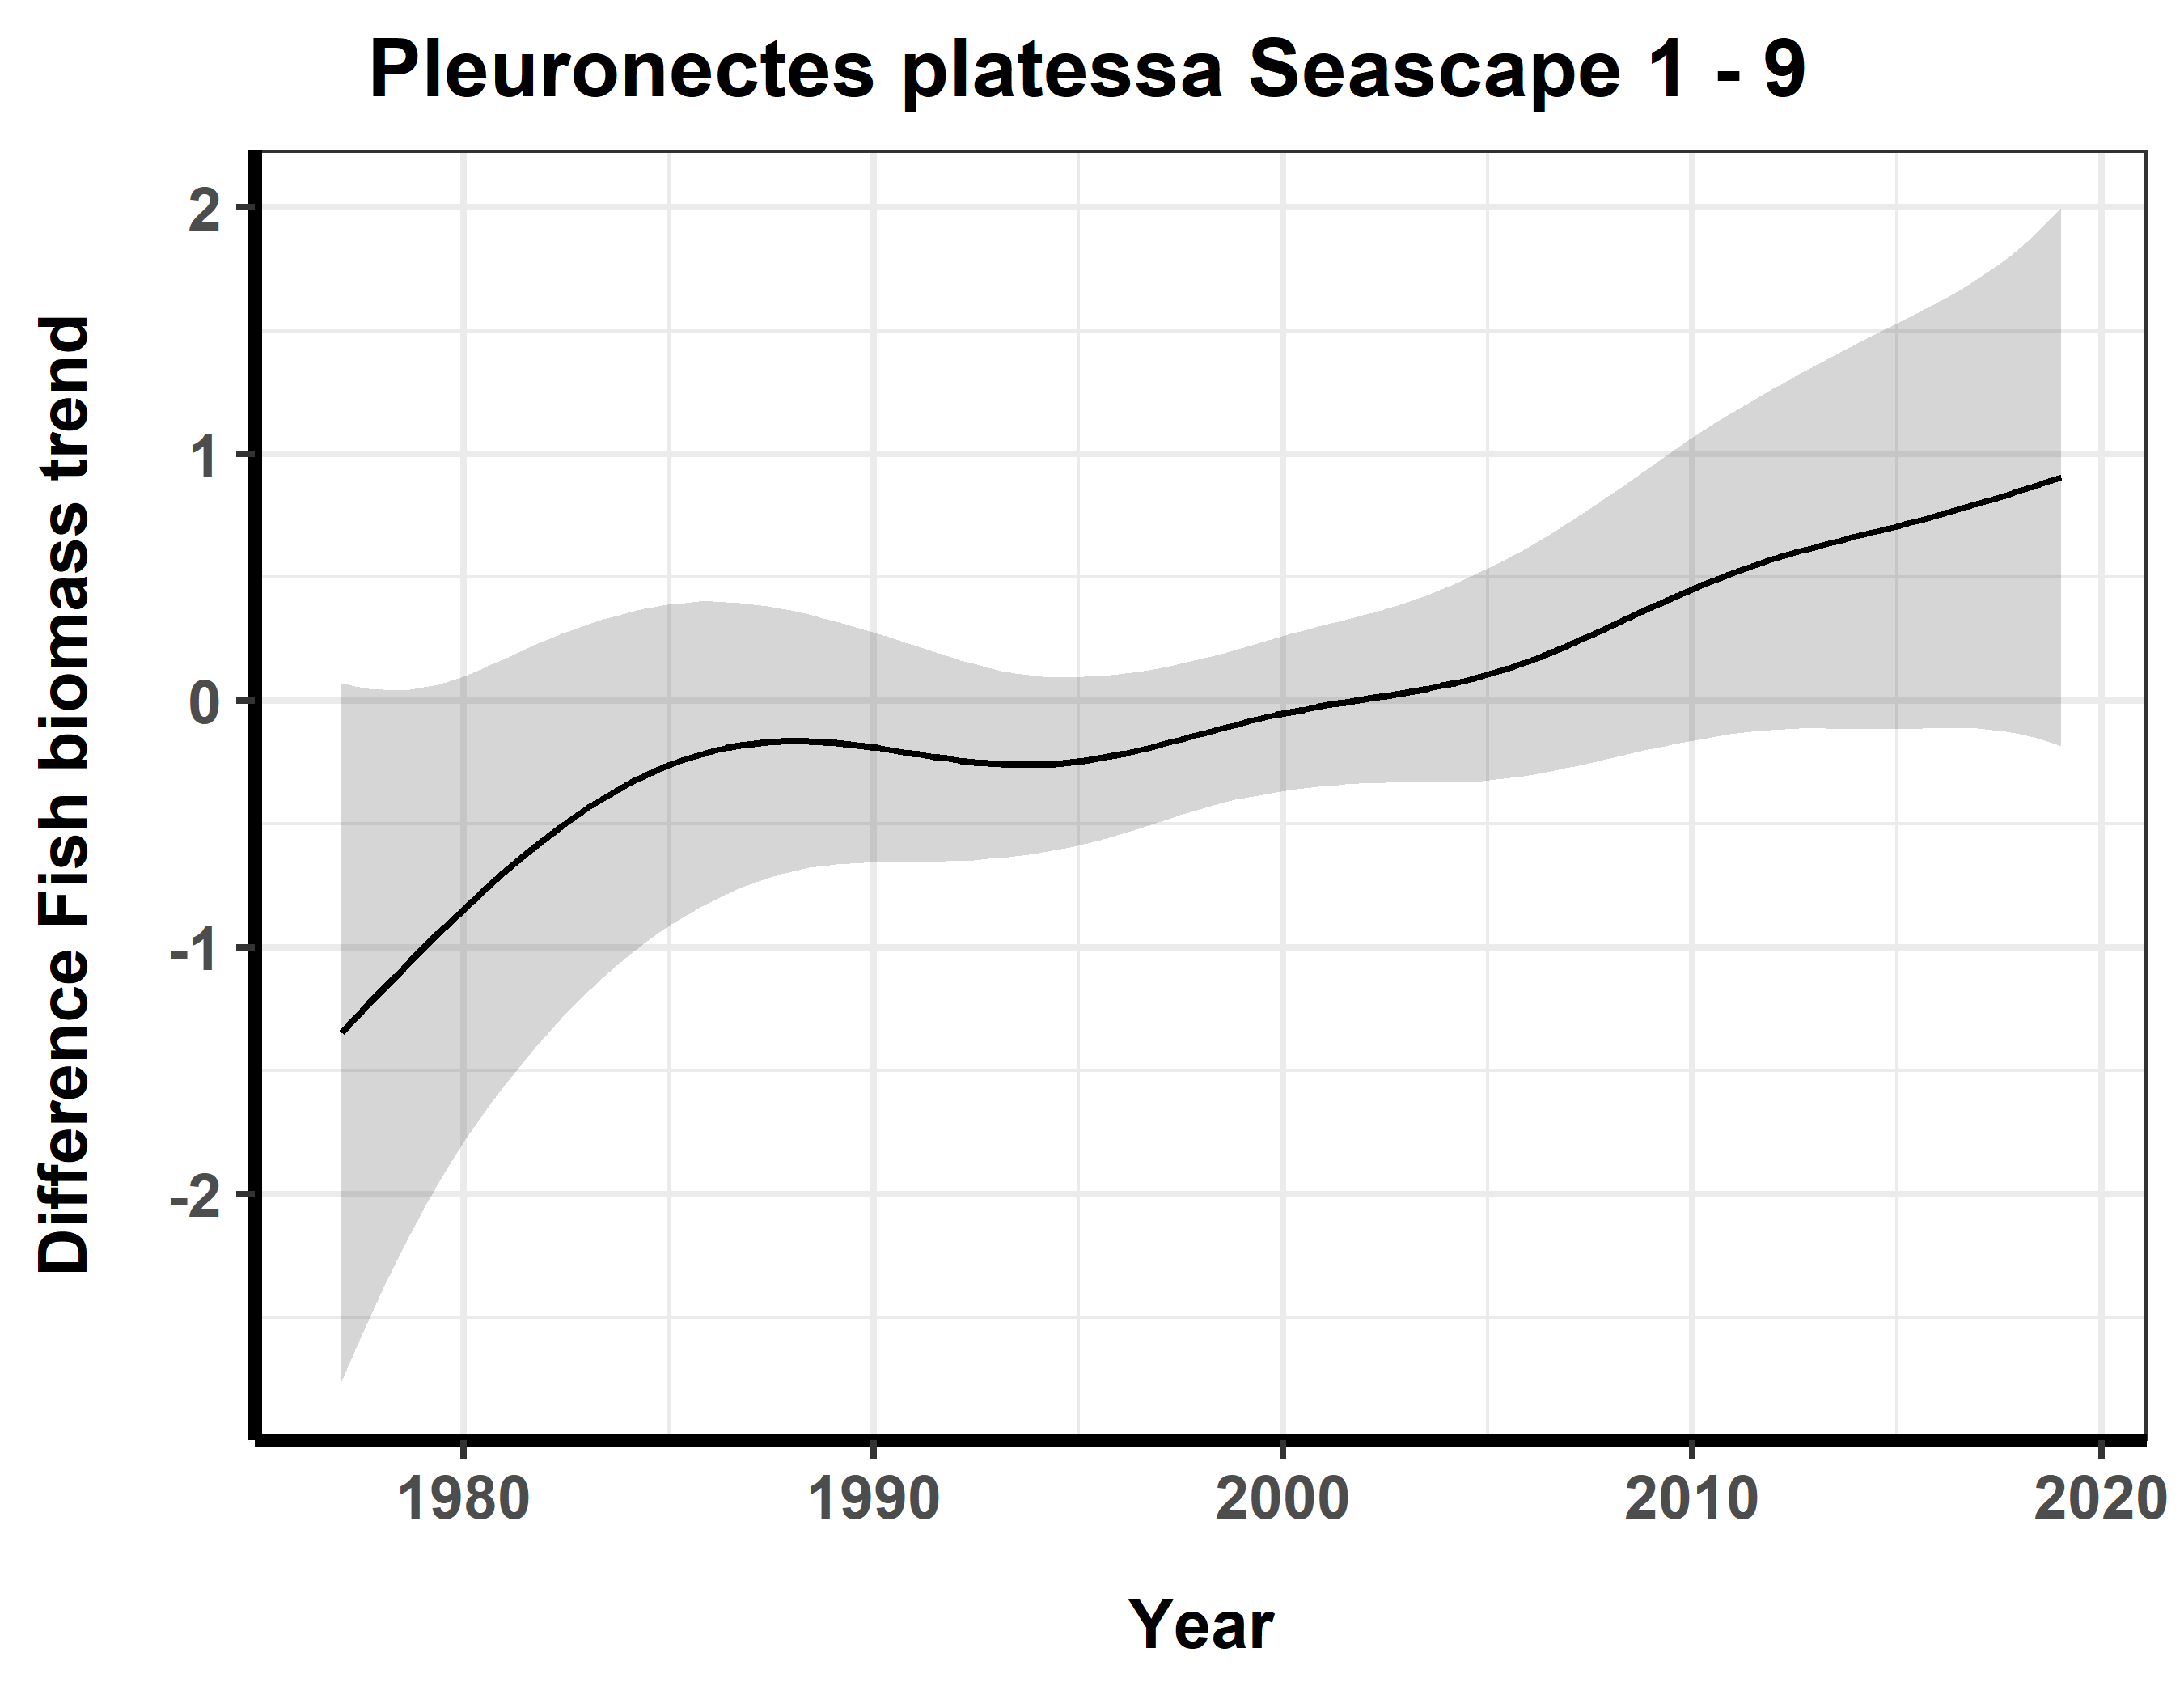 Pleuronectes platessa Seascape 1 - 9
Difference Fish biomass trend
2
1
0
-1
-2
1980 1990 2000 2010 2020
Year